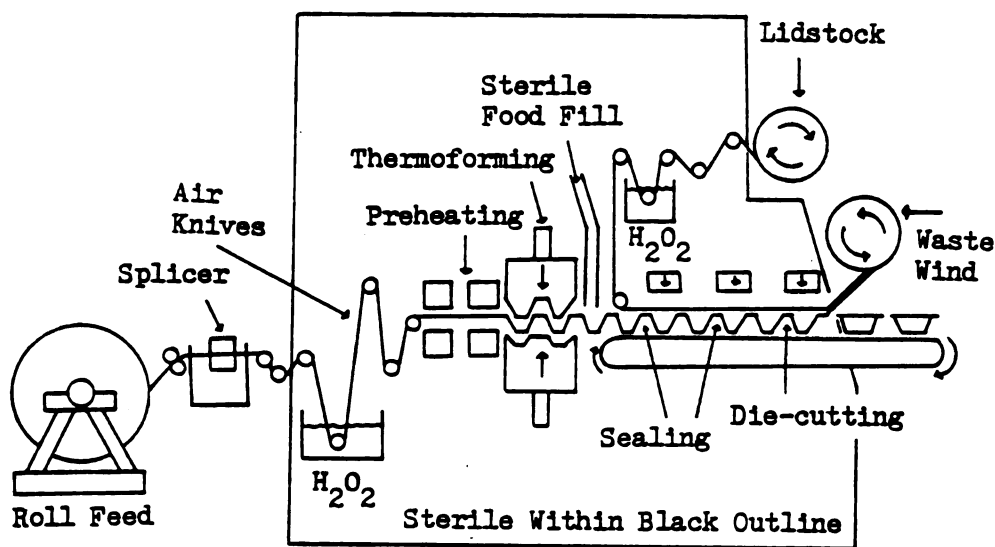 Lidstock
Sterile
Food Fill
Thermoforming
Air
Knives
Preheating
H₂O₂
Waste
Wind
Splicer
Die-cutting
Sealing
H₂O₂
Roll Feed
Sterile Within Black Outline